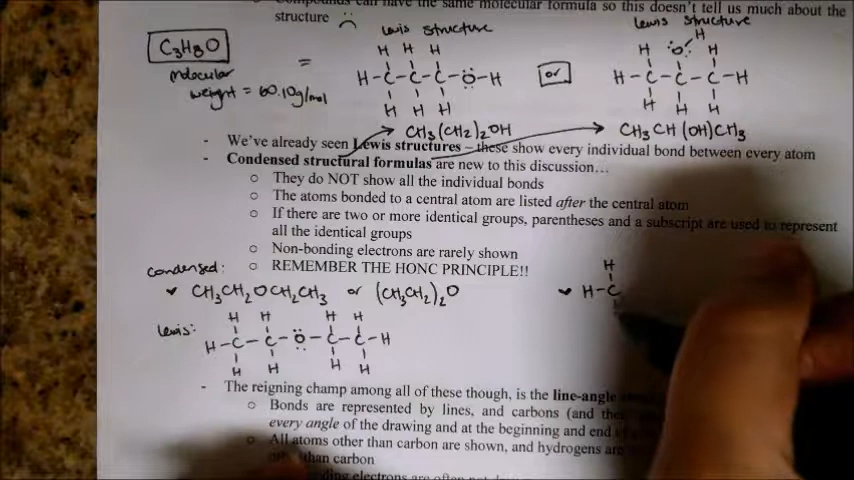 Compounds can have the same molecular formula so this doesn't tell us much about the
structure
Lewis structure
Lewis structure
C3H8O
=
molecular
weight = 60.10g/mol
H H H
H-C-C-C-O-H
H H H
or
H
H O H
H-C-C-C-H
H H H
CH3(CH2)2OH
CH3CH(OH)CH3
- We've already seen Lewis structures – these show every individual bond between every atom
- Condensed structural formulas are new to this discussion…
o They do NOT show all the individual bonds
o The atoms bonded to a central atom are listed after the central atom
o If there are two or more identical groups, parentheses and a subscript are used to represent
all the identical groups
o Non-bonding electrons are rarely shown
condensed:
o REMEMBER THE HONC PRINCIPLE!!
CH3CH2OCH2CH3 or (CH3CH2)2O
H
H-C
Lewis:
H H H H
H-C-C-O-C-C-H
H H H H
- The reigning champ among all of these though, is the line-angle
o Bonds are represented by lines, and carbons (and
every angle of the drawing and at the beginning and end
o All atoms other than carbon are shown, and hydrogens are
than carbon
electrons are often